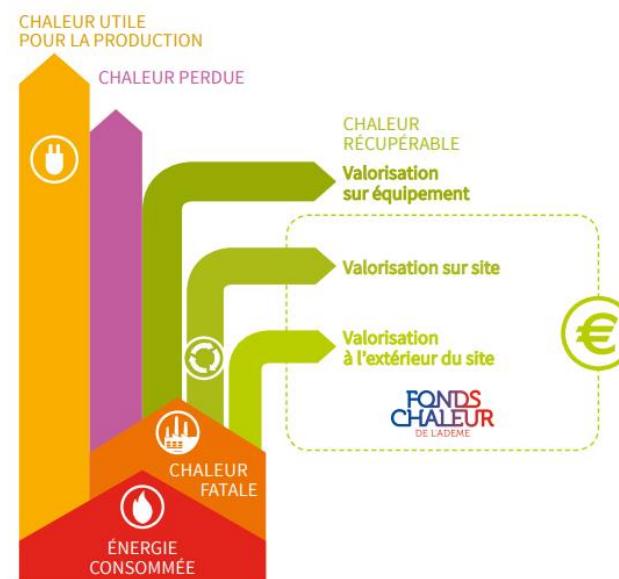 CHALEUR UTILE
POUR LA PRODUCTION
CHALEUR PERDUE
CHALEUR
RÉCUPÉRABLE
Valorisation
sur équipement
Valorisation sur site
Valorisation
à l'extérieur du site
€
FONDS
CHALEUR
DE L'ADEME
CHALEUR
FATALE
ÉNERGIE
CONSOMMÉE